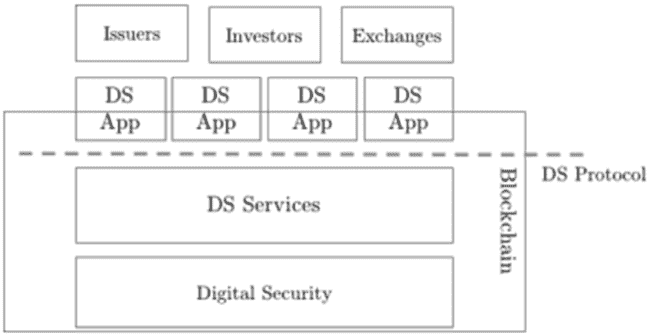 Issuers
Investors
Exchanges
DS
App
DS
App
DS
App
DS
App
Blockchain
DS Protocol
DS Services
Digital Security